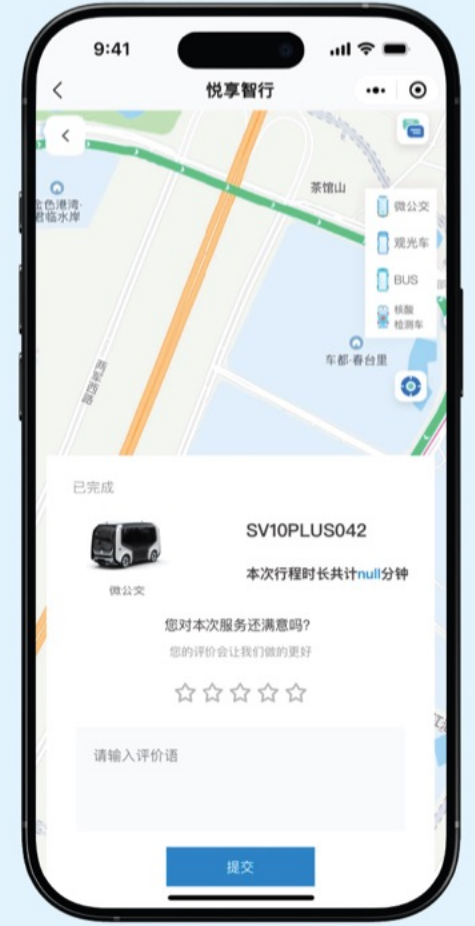 9:41
悦享智行
茶馆山
金色港湾·
君临水岸
微公交
观光车
BUS
核酸
检测车
车都·春台里
两军西路
已完成
SV10PLUS042
本次行程时长共计null分钟
微公交
您对本次服务还满意吗?
您的评价会让我们做的更好
请输入评价语
提交